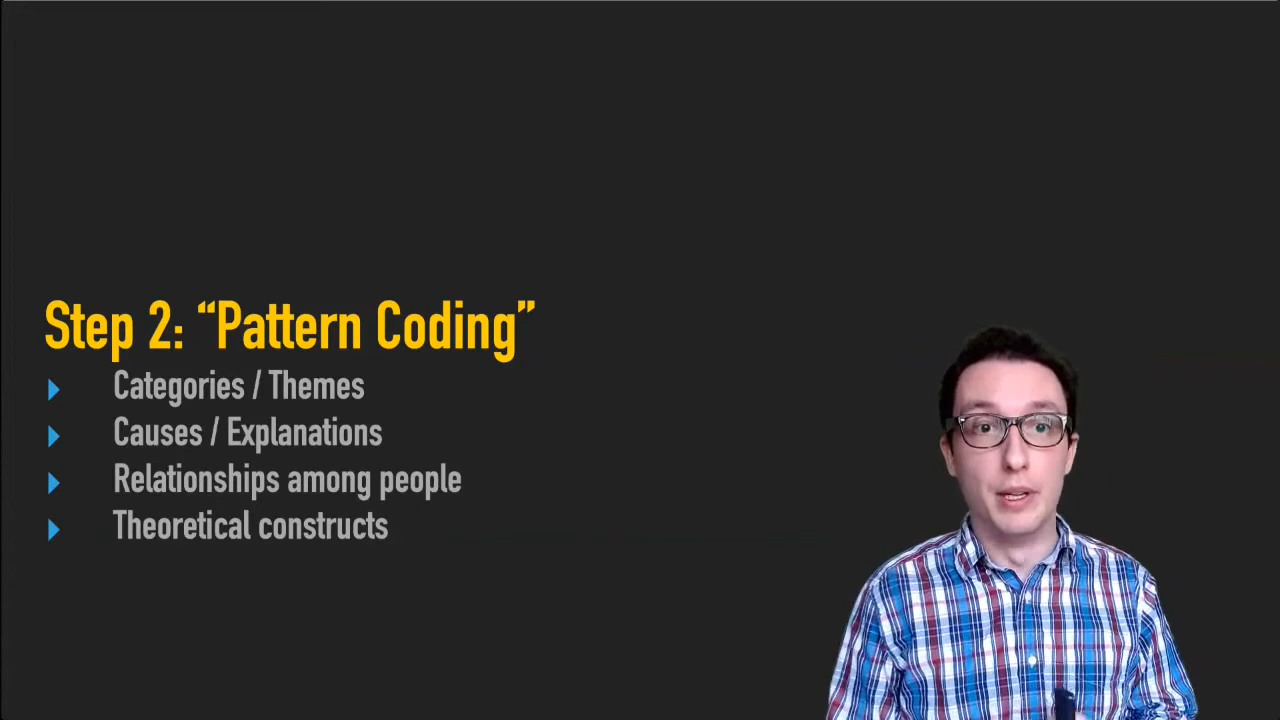 Step 2: “Pattern Coding”
Categories / Themes
Causes / Explanations
Relationships among people
Theoretical constructs